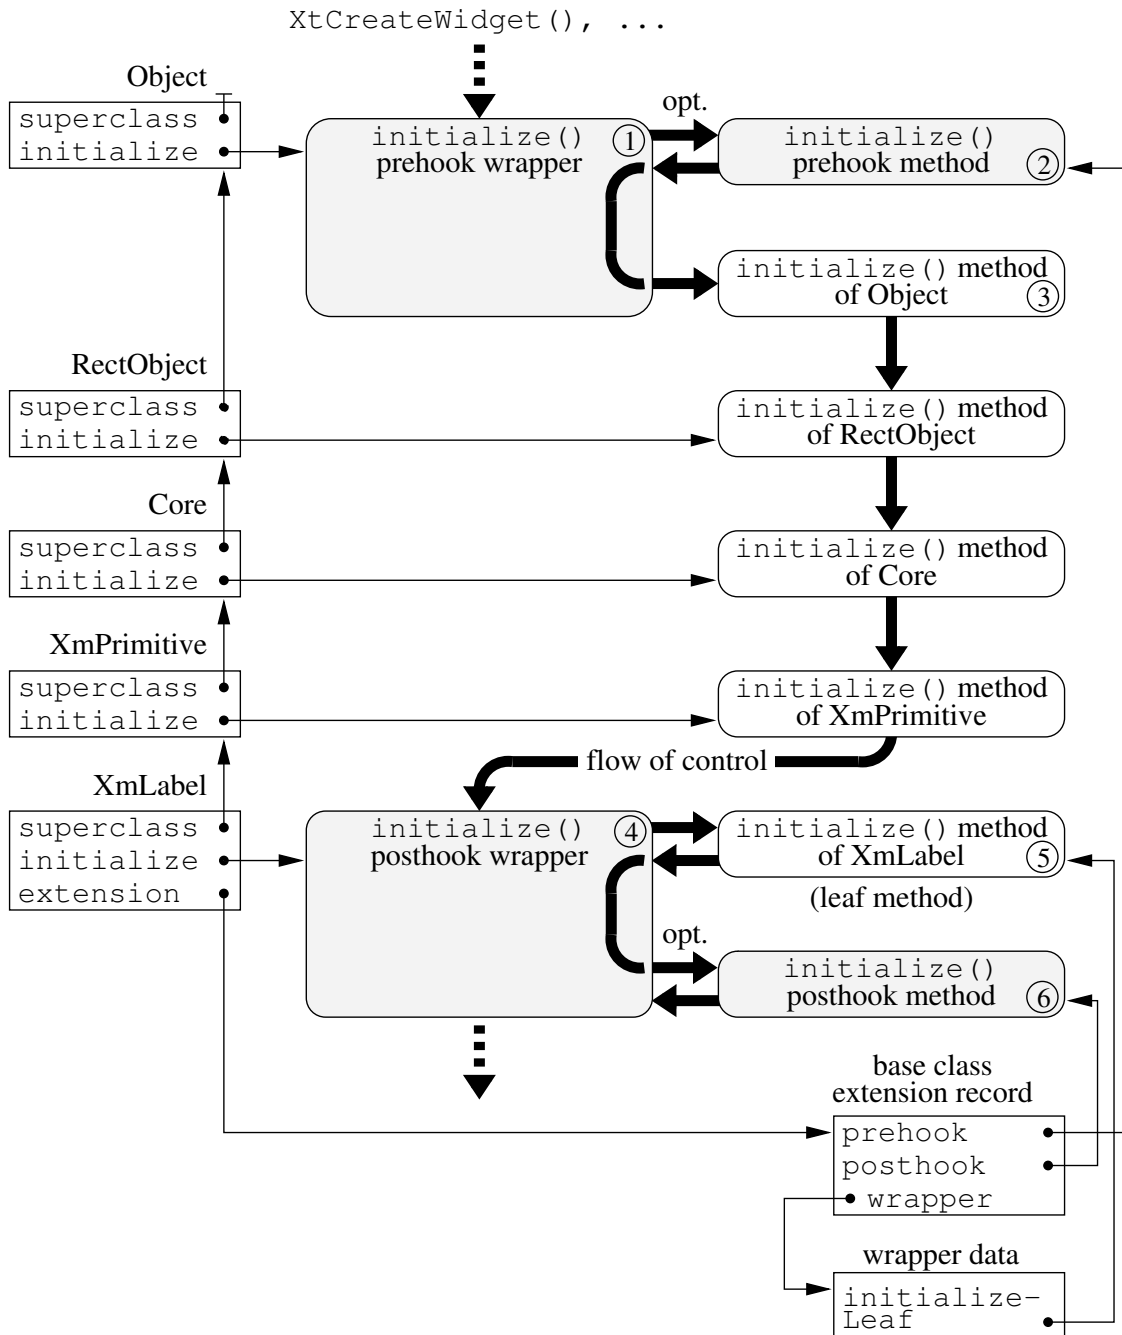 XtCreateWidget(), ...
Object
superclass
initialize
initialize()
prehook wrapper
1
opt.
initialize()
prehook method
2
initialize() method
of Object
3
RectObject
superclass
initialize
initialize() method
of RectObject
Core
superclass
initialize
initialize() method
of Core
XmPrimitive
superclass
initialize
initialize() method
of XmPrimitive
flow of control
XmLabel
superclass
initialize
extension
initialize()
posthook wrapper
4
initialize() method
of XmLabel
5
(leaf method)
opt.
initialize()
posthook method
6
base class
extension record
prehook
posthook
wrapper
wrapper data
initialize-
Leaf